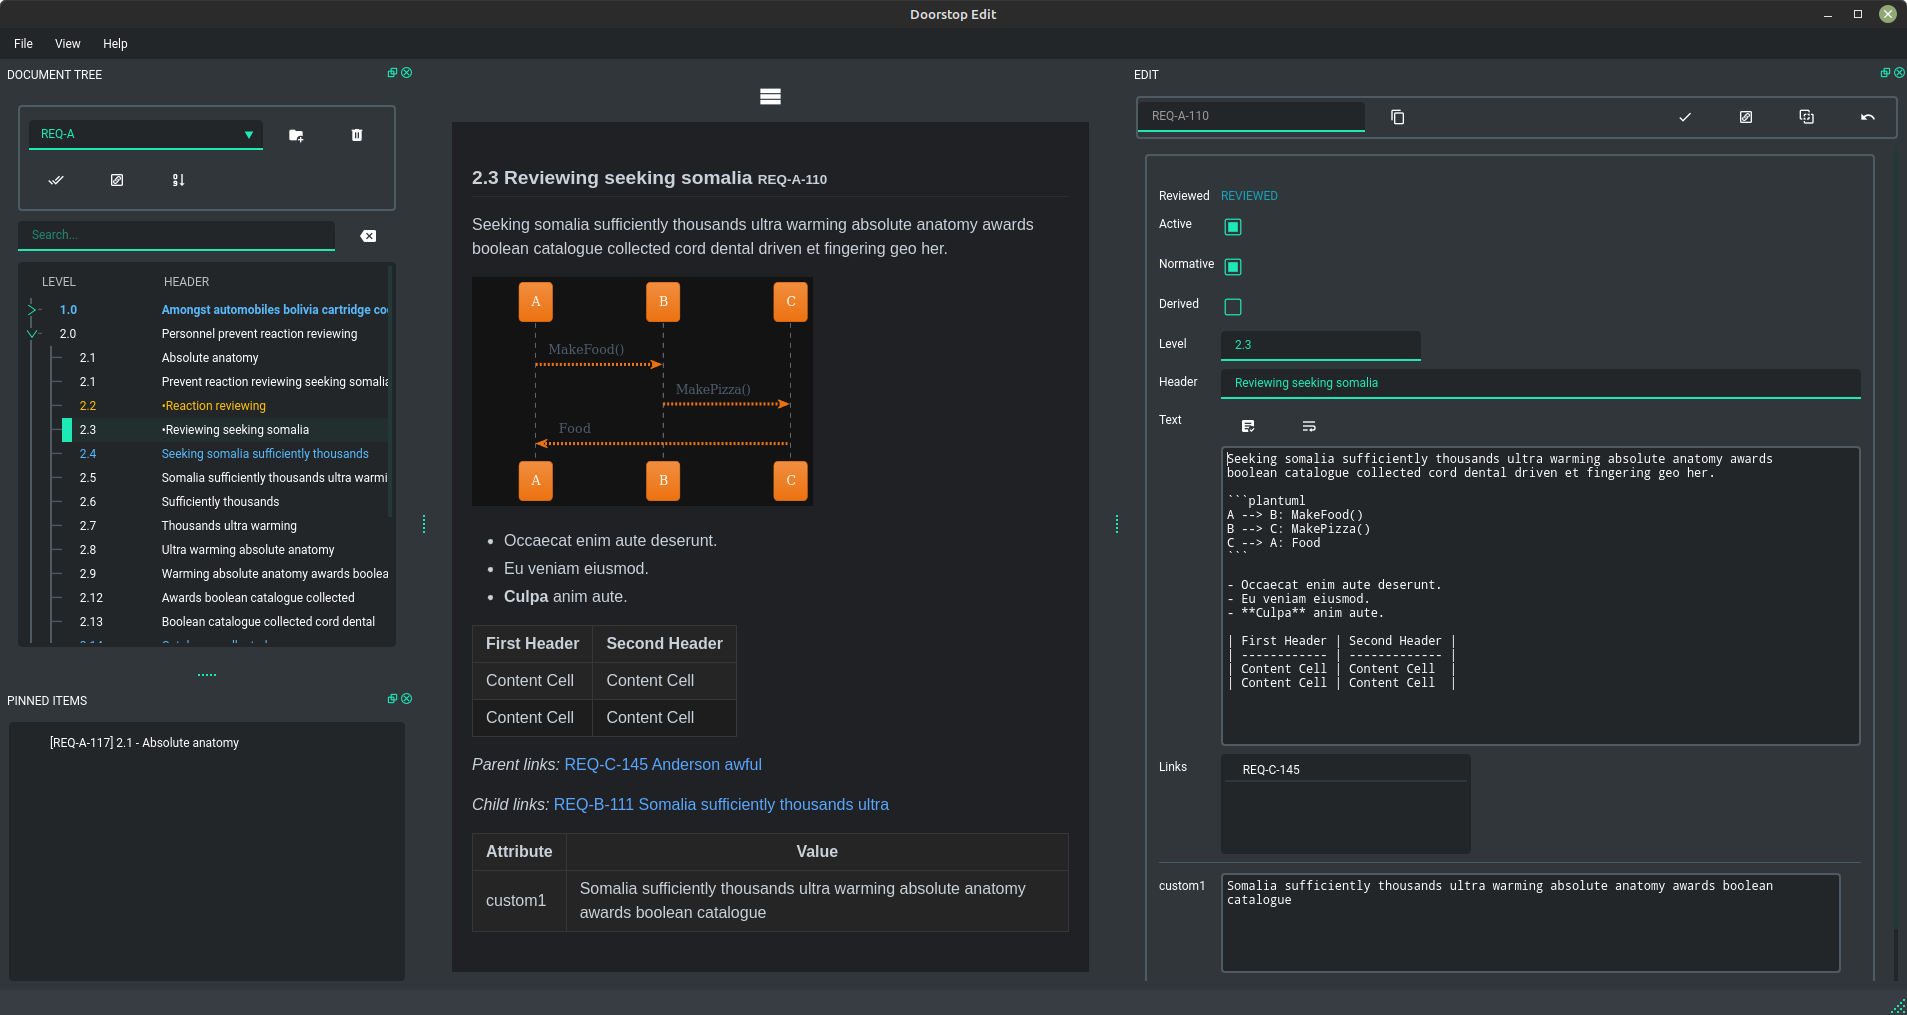 Doorstop Edit
File View Help
DOCUMENT TREE
REQ-A
Search...
LEVEL HEADER
1.0 Amongst automobiles bolivia cartridge co
2.0 Personnel prevent reaction reviewing
2.1 Absolute anatomy
2.1 Prevent reaction reviewing seeking somalia
2.2 •Reaction reviewing
2.3 •Reviewing seeking somalia
2.4 Seeking somalia sufficiently thousands
2.5 Somalia sufficiently thousands ultra warmi
2.6 Sufficiently thousands
2.7 Thousands ultra warming
2.8 Ultra warming absolute anatomy
2.9 Warming absolute anatomy awards boolea
2.12 Awards boolean catalogue collected
2.13 Boolean catalogue collected cord dental
PINNED ITEMS
[REQ-A-117] 2.1 - Absolute anatomy
2.3 Reviewing seeking somalia REQ-A-110
Seeking somalia sufficiently thousands ultra warming absolute anatomy awards
boolean catalogue collected cord dental driven et fingering geo her.
A B C
MakeFood()
MakePizza()
Food
A B C
• Occaecat enim aute deserunt.
• Eu veniam eiusmod.
• Culpa anim aute.
First Header Second Header
Content Cell Content Cell
Content Cell Content Cell
Parent links: REQ-C-145 Anderson awful
Child links: REQ-B-111 Somalia sufficiently thousands ultra
Attribute Value
custom1 Somalia sufficiently thousands ultra warming absolute anatomy
awards boolean catalogue
EDIT
REQ-A-110
Reviewed REVIEWED
Active
Normative
Derived
Level 2.3
Header Reviewing seeking somalia
Text
Seeking somalia sufficiently thousands ultra warming absolute anatomy awards
boolean catalogue collected cord dental driven et fingering geo her.
```plantuml
A --> B: MakeFood()
B --> C: MakePizza()
C --> A: Food
```
- Occaecat enim aute deserunt.
- Eu veniam eiusmod.
- **Culpa** anim aute.
| First Header | Second Header |
| ------------ | ------------- |
| Content Cell | Content Cell  |
| Content Cell | Content Cell  |
Links REQ-C-145
custom1 Somalia sufficiently thousands ultra warming absolute anatomy awards boolean
catalogue